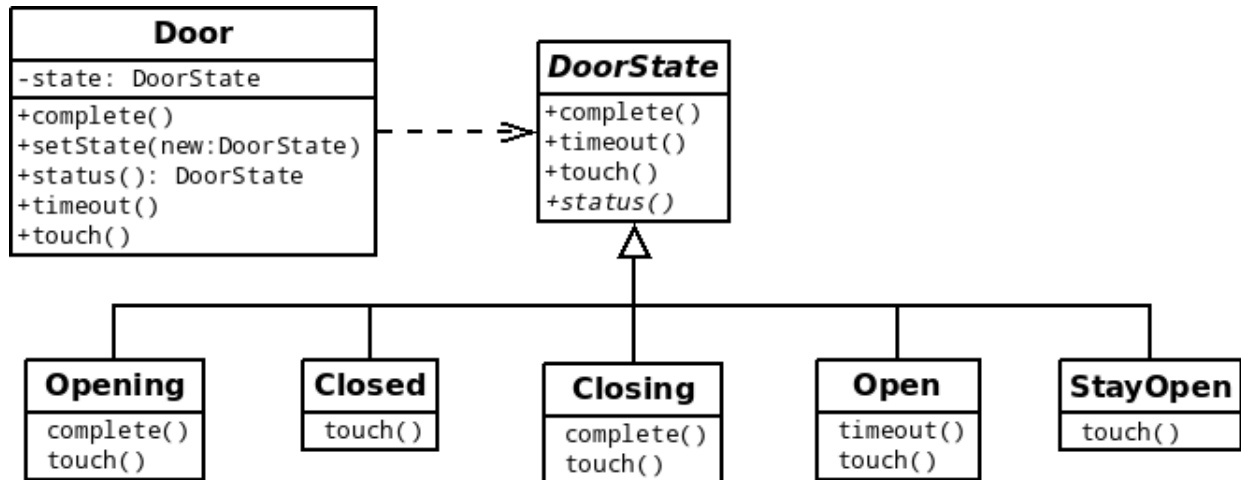 Door
-state: DoorState
+complete()
+setState(new:DoorState)
+status(): DoorState
+timeout()
+touch()
DoorState
+complete()
+timeout()
+touch()
+status()
Opening
complete()
touch()
Closed
touch()
Closing
complete()
touch()
Open
timeout()
touch()
StayOpen
touch()